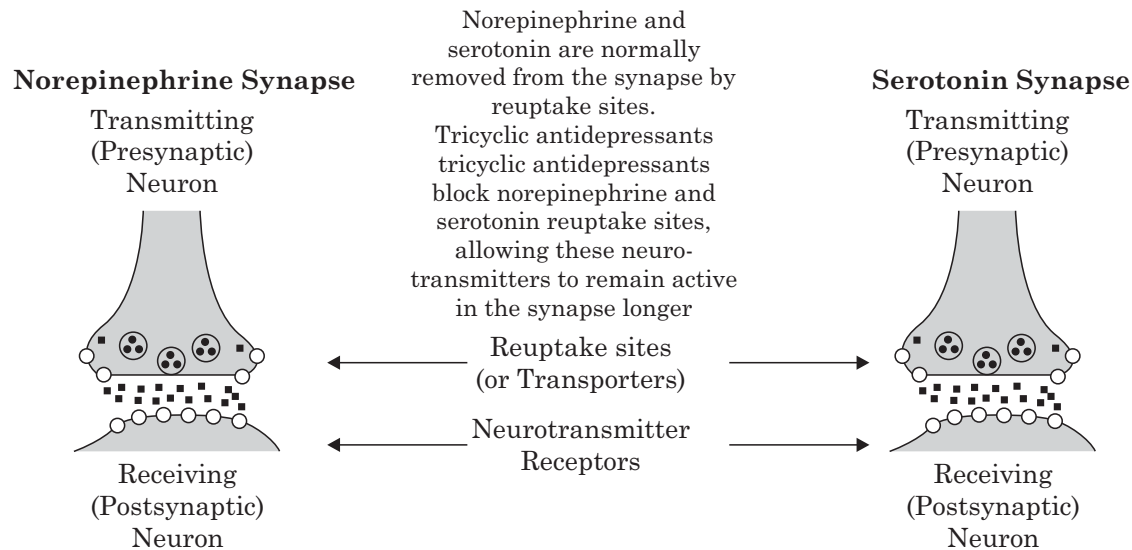 Norepinephrine Synapse
Transmitting
(Presynaptic)
Neuron
Norepinephrine and
serotonin are normally
removed from the synapse by
reuptake sites.
Tricyclic antidepressants
tricyclic antidepressants
block norepinephrine and
serotonin reuptake sites,
allowing these neuro-
transmitters to remain active
in the synapse longer
Serotonin Synapse
Transmitting
(Presynaptic)
Neuron
Reuptake sites
(or Transporters)
Neurotransmitter
Receptors
Receiving
(Postsynaptic)
Neuron
Receiving
(Postsynaptic)
Neuron